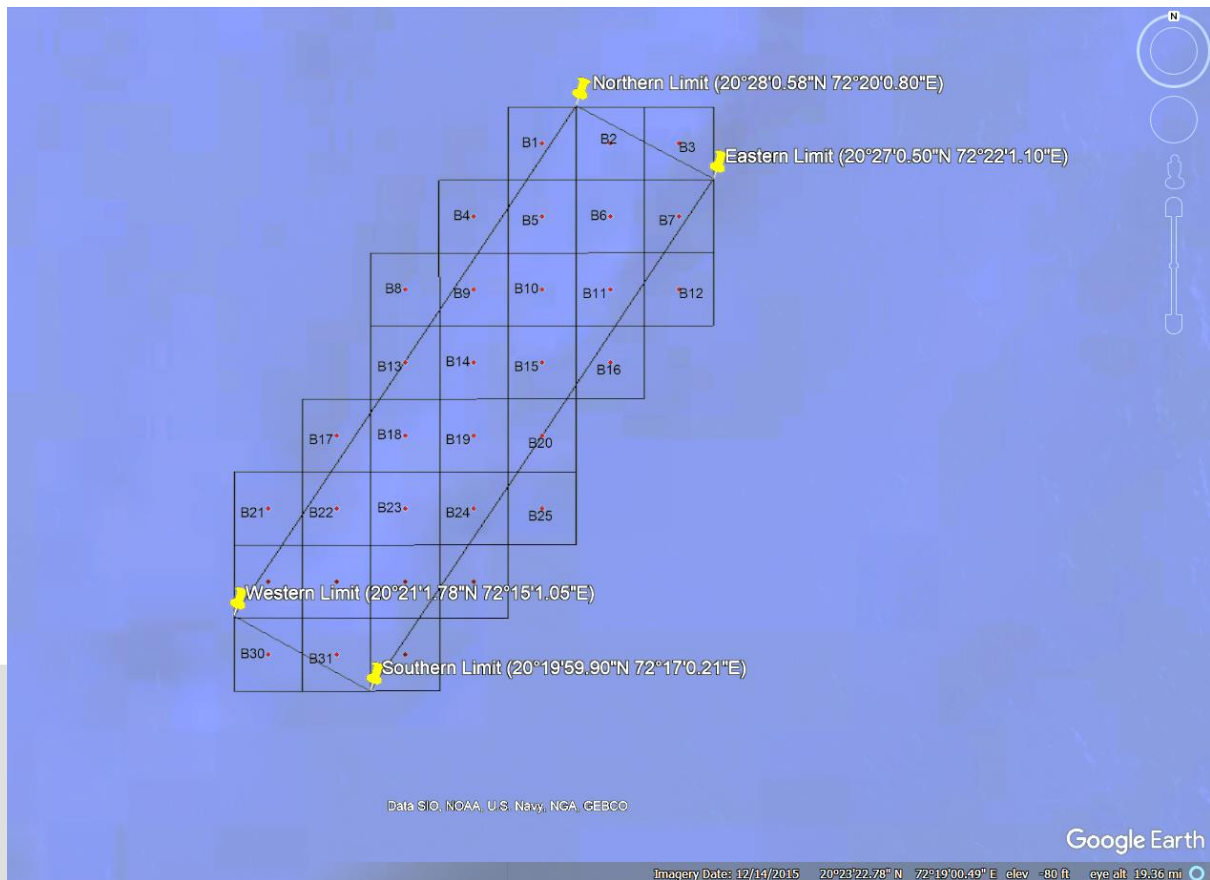 N
Northern Limit (20°28'0.58"N 72°20'0.80"E)
B1
B2
B3
Eastern Limit (20°27'0.50"N 72°22'1.10"E)
B4
B5
B6
B7
B8
B9
B10
B11
B12
B13
B14
B15
B16
B17
B18
B19
B20
B21
B22
B23
B24
B25
Western Limit (20°21'1.78"N 72°15'1.05"E)
B30
B31
Southern Limit (20°19'59.90"N 72°17'0.21"E)
Data SIO, NOAA, U.S. Navy, NGA, GEBCO
Google Earth
Imagery Date: 12/14/2015 20°23'22.78" N 72°19'00.49" E elev -80 ft eye alt 19.36 mi